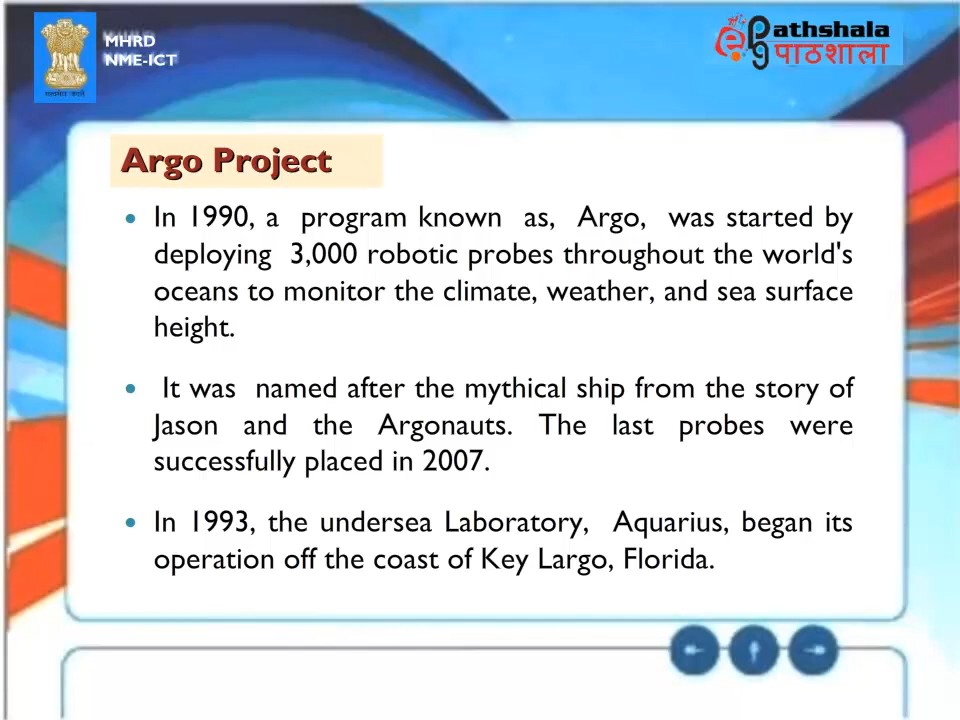 MHRD
NME-ICT
ePathshala
पाठशाला
Argo Project
In 1990, a program known as, Argo, was started by
deploying 3,000 robotic probes throughout the world's
oceans to monitor the climate, weather, and sea surface
height.
It was named after the mythical ship from the story of
Jason and the Argonauts. The last probes were
successfully placed in 2007.
In 1993, the undersea Laboratory, Aquarius, began its
operation off the coast of Key Largo, Florida.